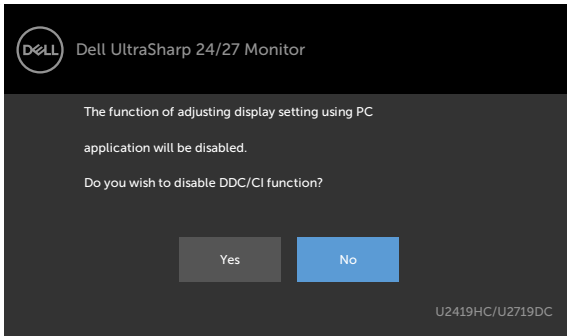 DELL
Dell UltraSharp 24/27 Monitor
The function of adjusting display setting using PC
application will be disabled.
Do you wish to disable DDC/CI function?
Yes
No
U2419HC/U2719DC